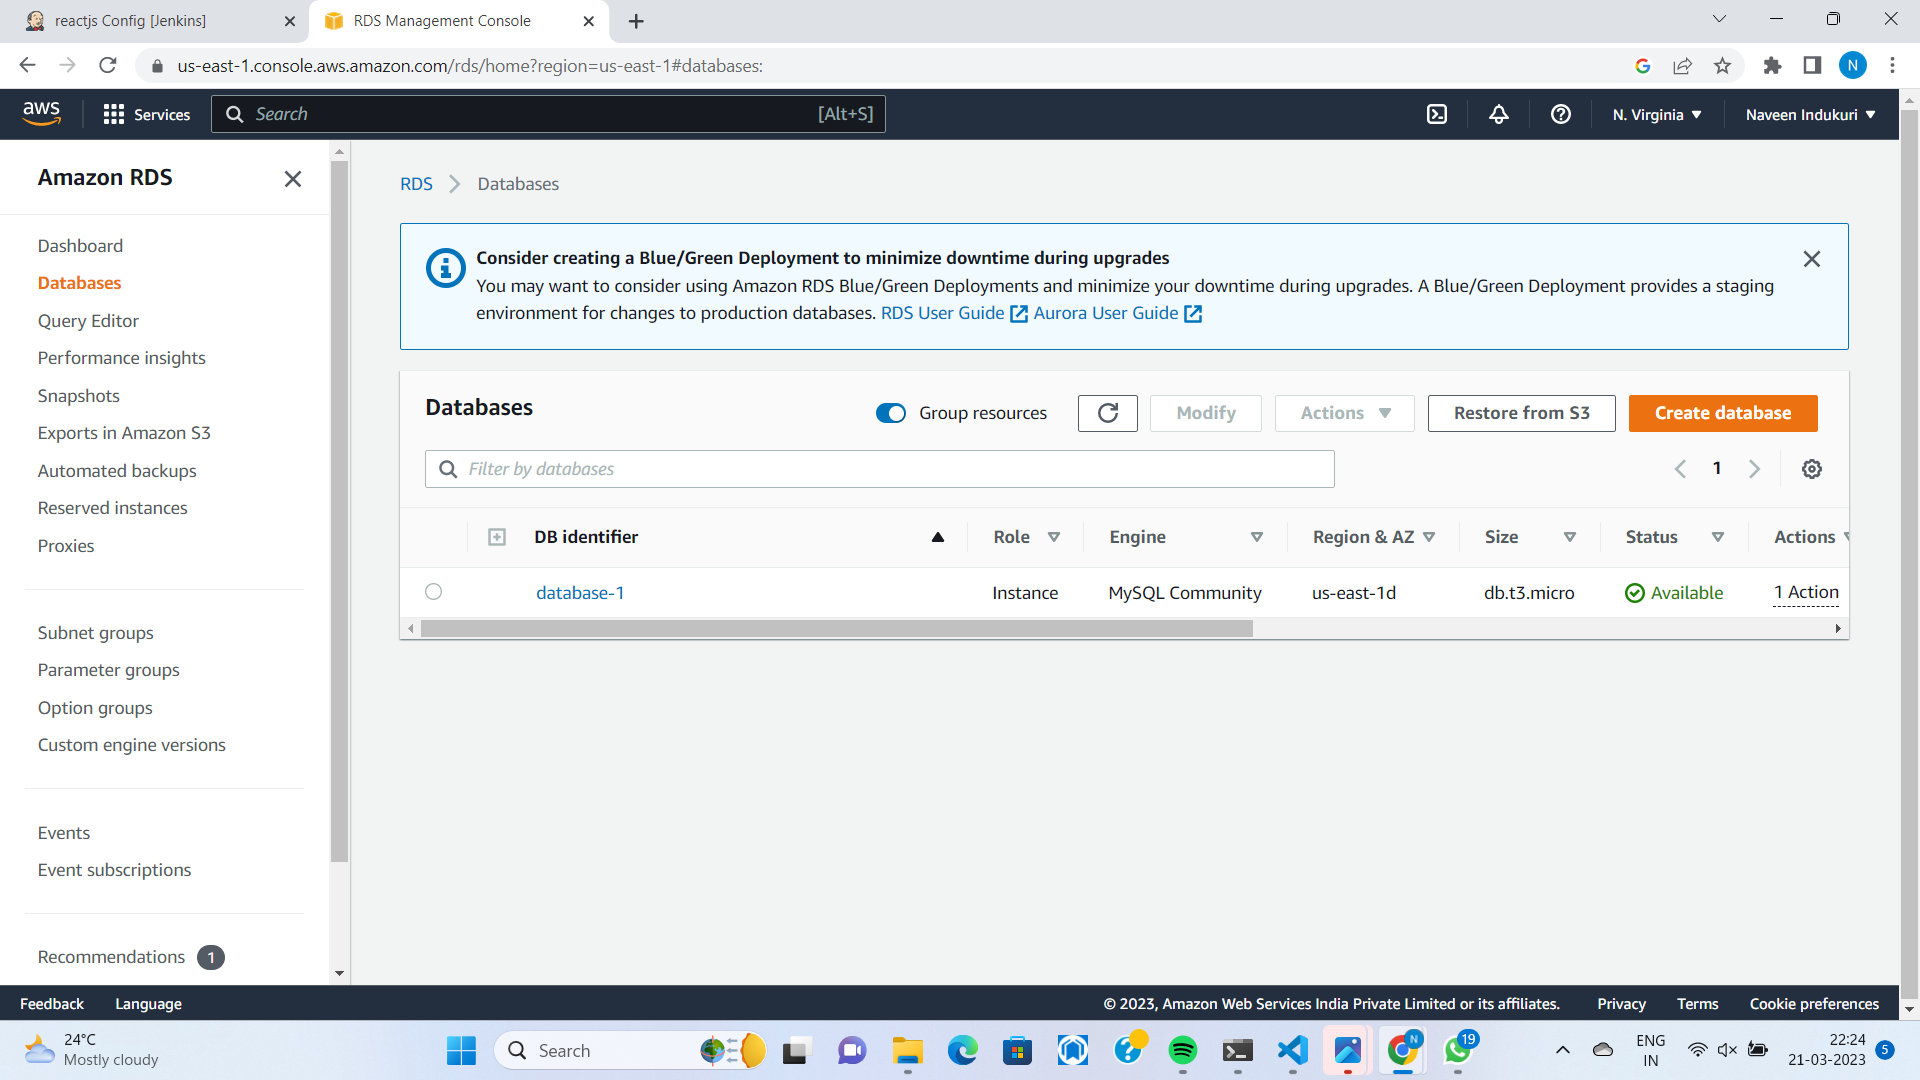 reactjs Config [Jenkins]
RDS Management Console
us-east-1.console.aws.amazon.com/rds/home?region=us-east-1#databases:
N
aws
Services
Search
[Alt+S]
N. Virginia
Naveen Indukuri
Amazon RDS
Dashboard
Databases
Query Editor
Performance insights
Snapshots
Exports in Amazon S3
Automated backups
Reserved instances
Proxies
Subnet groups
Parameter groups
Option groups
Custom engine versions
Events
Event subscriptions
Recommendations 1
RDS > Databases
Consider creating a Blue/Green Deployment to minimize downtime during upgrades
You may want to consider using Amazon RDS Blue/Green Deployments and minimize your downtime during upgrades. A Blue/Green Deployment provides a staging
environment for changes to production databases. RDS User Guide Aurora User Guide
Databases
Group resources
Modify
Actions
Restore from S3
Create database
Filter by databases
1
DB identifier Role Engine Region & AZ Size Status Actions
database-1 Instance MySQL Community us-east-1d db.t3.micro Available 1 Action
Feedback Language
© 2023, Amazon Web Services India Private Limited or its affiliates. Privacy Terms Cookie preferences
24°C
Mostly cloudy
Search
N
19
ENG
IN
22:24
21-03-2023
5